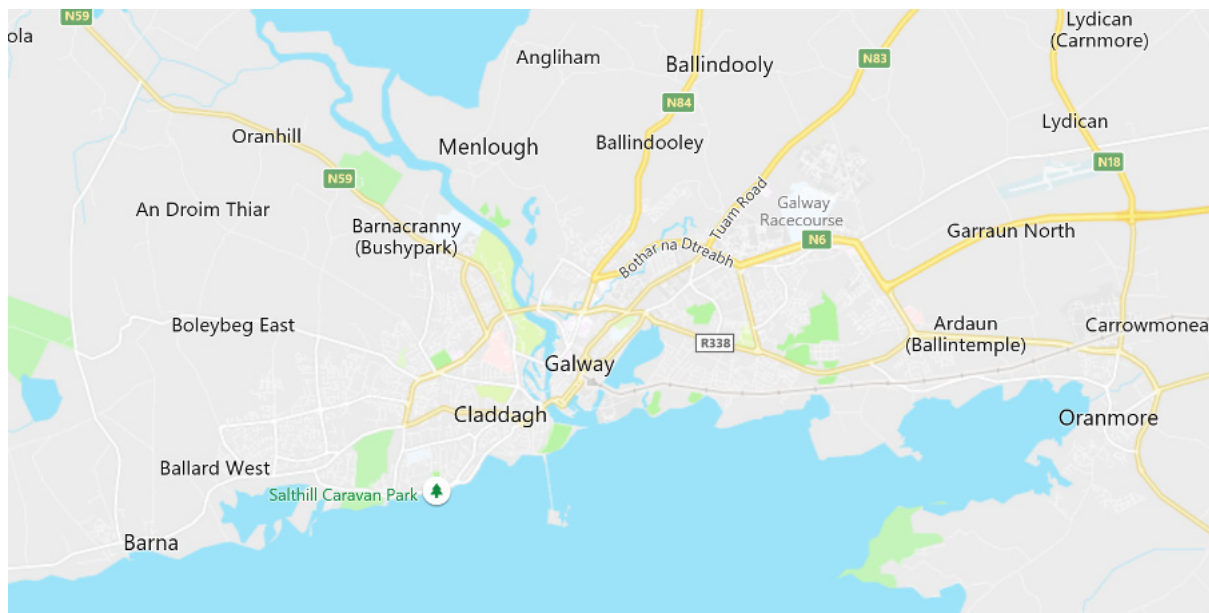 N59
ola
Lydican
(Carnmore)
Angliham
Ballindooly
N83
N84
Oranhill
Menlough
Ballindooley
Lydican
N59
N18
An Droim Thiar
Tuam Road
Galway
Racecourse
Barnacranny
(Bushypark)
Bothar na Dtreabh
N6
Garraun North
Boleybeg East
Ardaun
(Ballintemple)
Carrowmonea
R338
Galway
Claddagh
Oranmore
Ballard West
Salthill Caravan Park
Barna